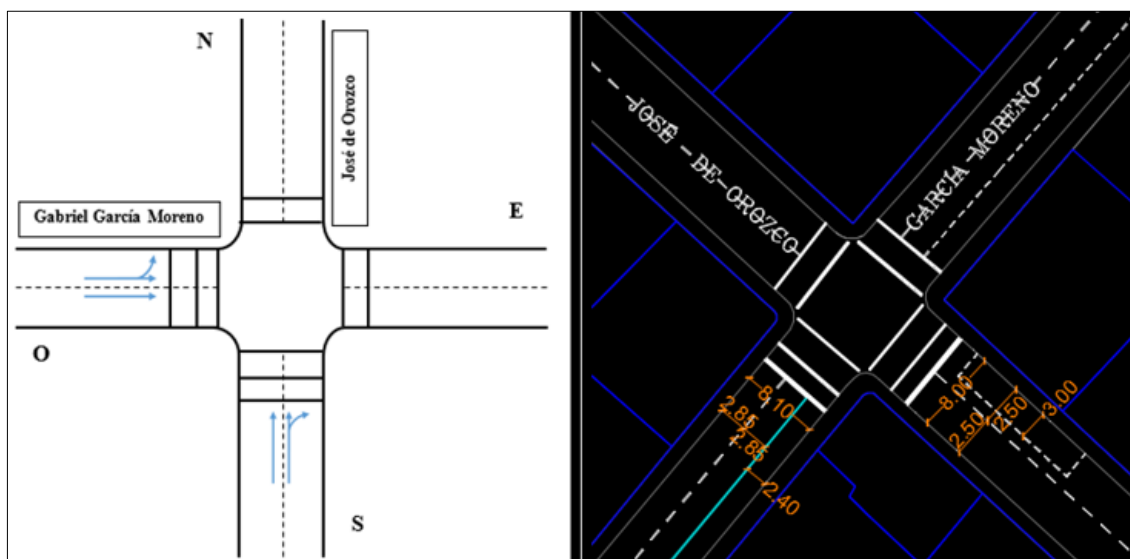 N
José de Orozco
Gabriel García Moreno
E
O
S
JOSÉ DE OROZCO
GARCÍA MORENO
8.10
2.85
2.85
2.40
8.00
2.50
2.50
3.00